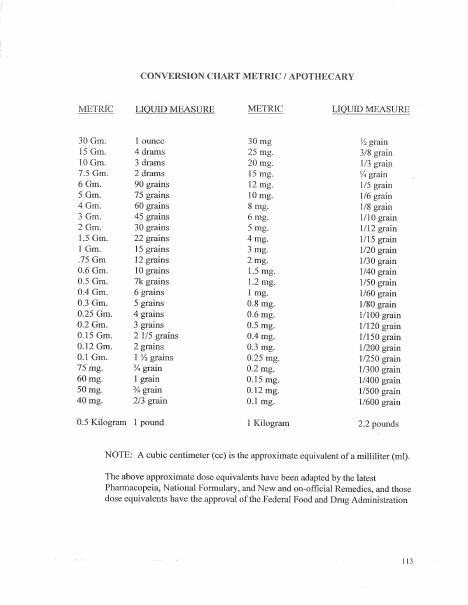 CONVERSION CHART METRIC / APOTHECARY
METRIC LIQUID MEASURE METRIC LIQUID MEASURE
30 Gm. 1 ounce 30 mg ½ grain
15 Gm. 4 drams 25 mg. 3/8 grain
10 Gm. 3 drams 20 mg. 1/3 grain
7.5 Gm. 2 drams 15 mg. ¼ grain
6 Gm. 90 grains 12 mg. 1/5 grain
5 Gm. 75 grains 10 mg. 1/6 grain
4 Gm. 60 grains 8 mg. 1/8 grain
3 Gm. 45 grains 6 mg. 1/10 grain
2 Gm. 30 grains 5 mg. 1/12 grain
1.5 Gm. 22 grains 4 mg. 1/15 grain
1 Gm. 15 grains 3 mg. 1/20 grain
.75 Gm 12 grains 2 mg. 1/30 grain
0.6 Gm 10 grains 1.5 mg. 1/40 grain
0.5 Gm. 7k grains 1.2 mg. 1/50 grain
0.4 Gm. 6 grains 1 mg. 1/60 grain
0.3 Gm. 5 grains 0.8 mg. 1/80 grain
0.25 Gm. 4 grains 0.6 mg. 1/100 grain
0.2 Gm. 3 grains 0.5 mg. 1/120 grain
0.15 Gm. 2 1/5 grains 0.4 mg. 1/150 grain
0.12 Gm. 2 grains 0.3 mg. 1/200 grain
0.1 Gm. 1 ½ grains 0.25 mg. 1/250 grain
75 mg. ¾ grain 0.2 mg. 1/300 grain
60 mg. 1 grain 0.15 mg. 1/400 grain
50 mg. ¾ grain 0.12 mg. 1/500 grain
40 mg. 2/3 grain 0.1 mg. 1/600 grain
0.5 Kilogram 1 pound 1 Kilogram 2.2 pounds
NOTE: A cubic centimeter (cc) is the approximate equivalent of a milliliter (ml).
The above approximate dose equivalents have been adapted by the latest
Pharmacopeia, National Formulary, and New and on-official Remedies, and those
dose equivalents have the approval of the Federal Food and Drug Administration
113